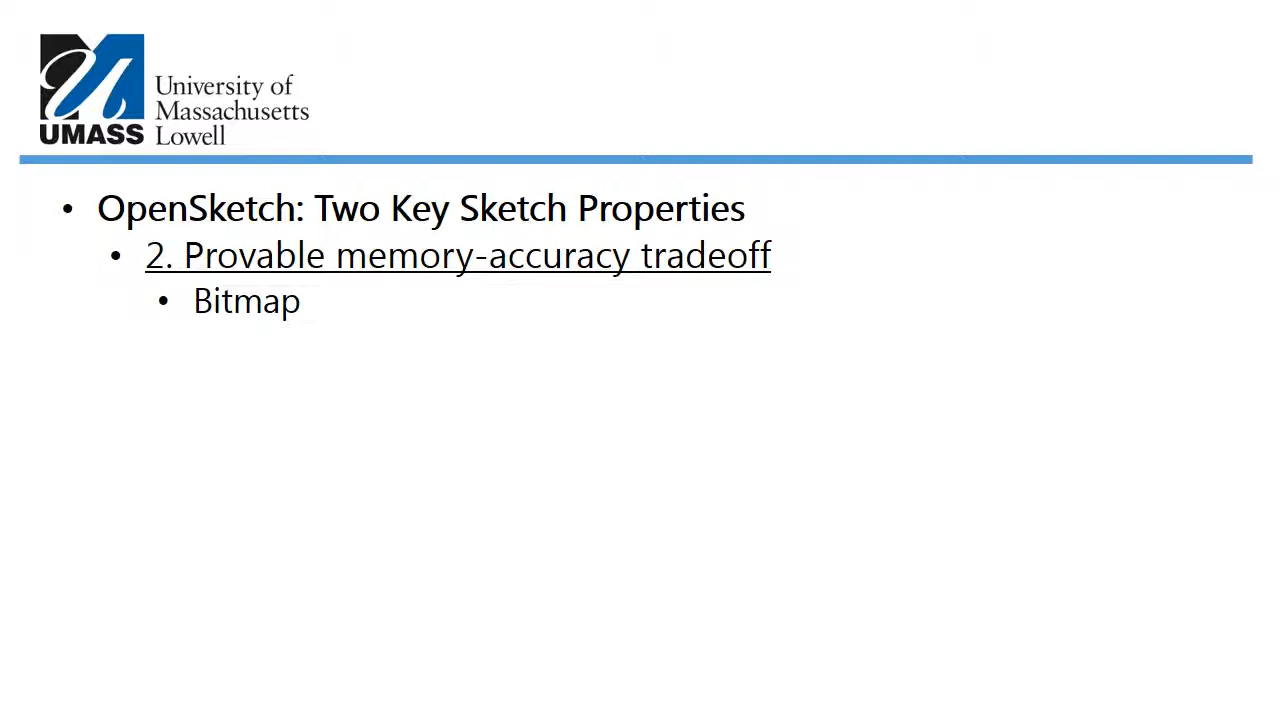 University of
Massachusetts
Lowell
UMASS
• OpenSketch: Two Key Sketch Properties
• 2. Provable memory-accuracy tradeoff
• Bitmap